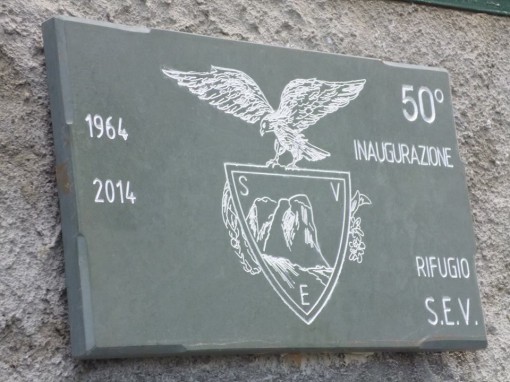 1964
2014
S V
E
50°
INAUGURAZIONE
RIFUGIO
S.E.V.